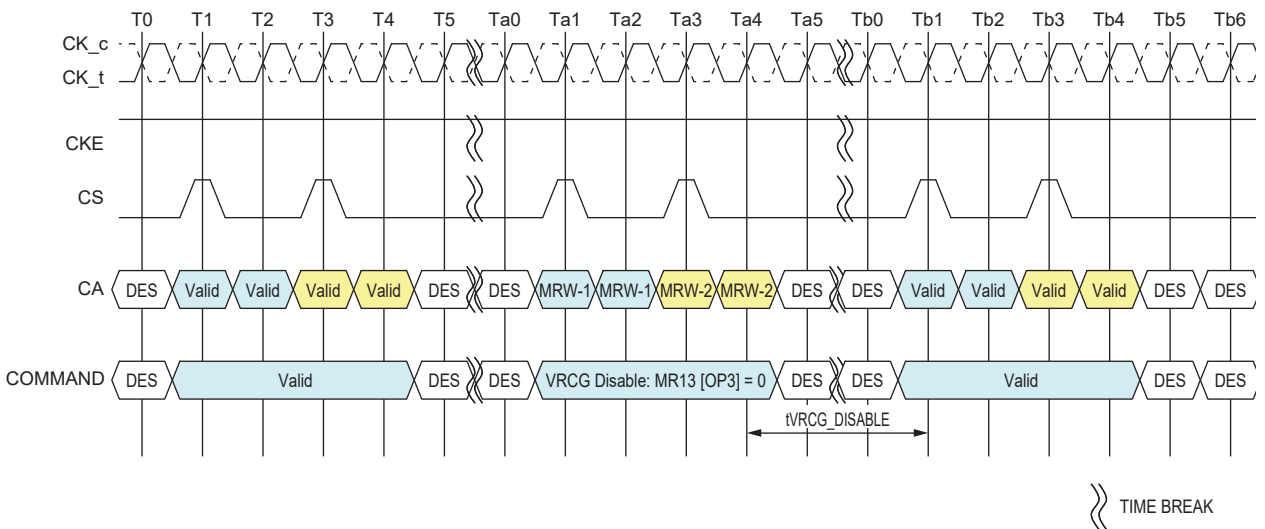 T0 T1 T2 T3 T4 T5 Ta0 Ta1 Ta2 Ta3 Ta4 Ta5 Tb0 Tb1 Tb2 Tb3 Tb4 Tb5 Tb6
CK_c
CK_t
CKE
CS
CA DES Valid Valid Valid Valid DES DES MRW-1 MRW-1 MRW-2 MRW-2 DES DES Valid Valid Valid Valid DES DES
COMMAND DES Valid DES DES VRCG Disable: MR13 [OP3] = 0 DES DES Valid DES DES
tVRCG_DISABLE
TIME BREAK